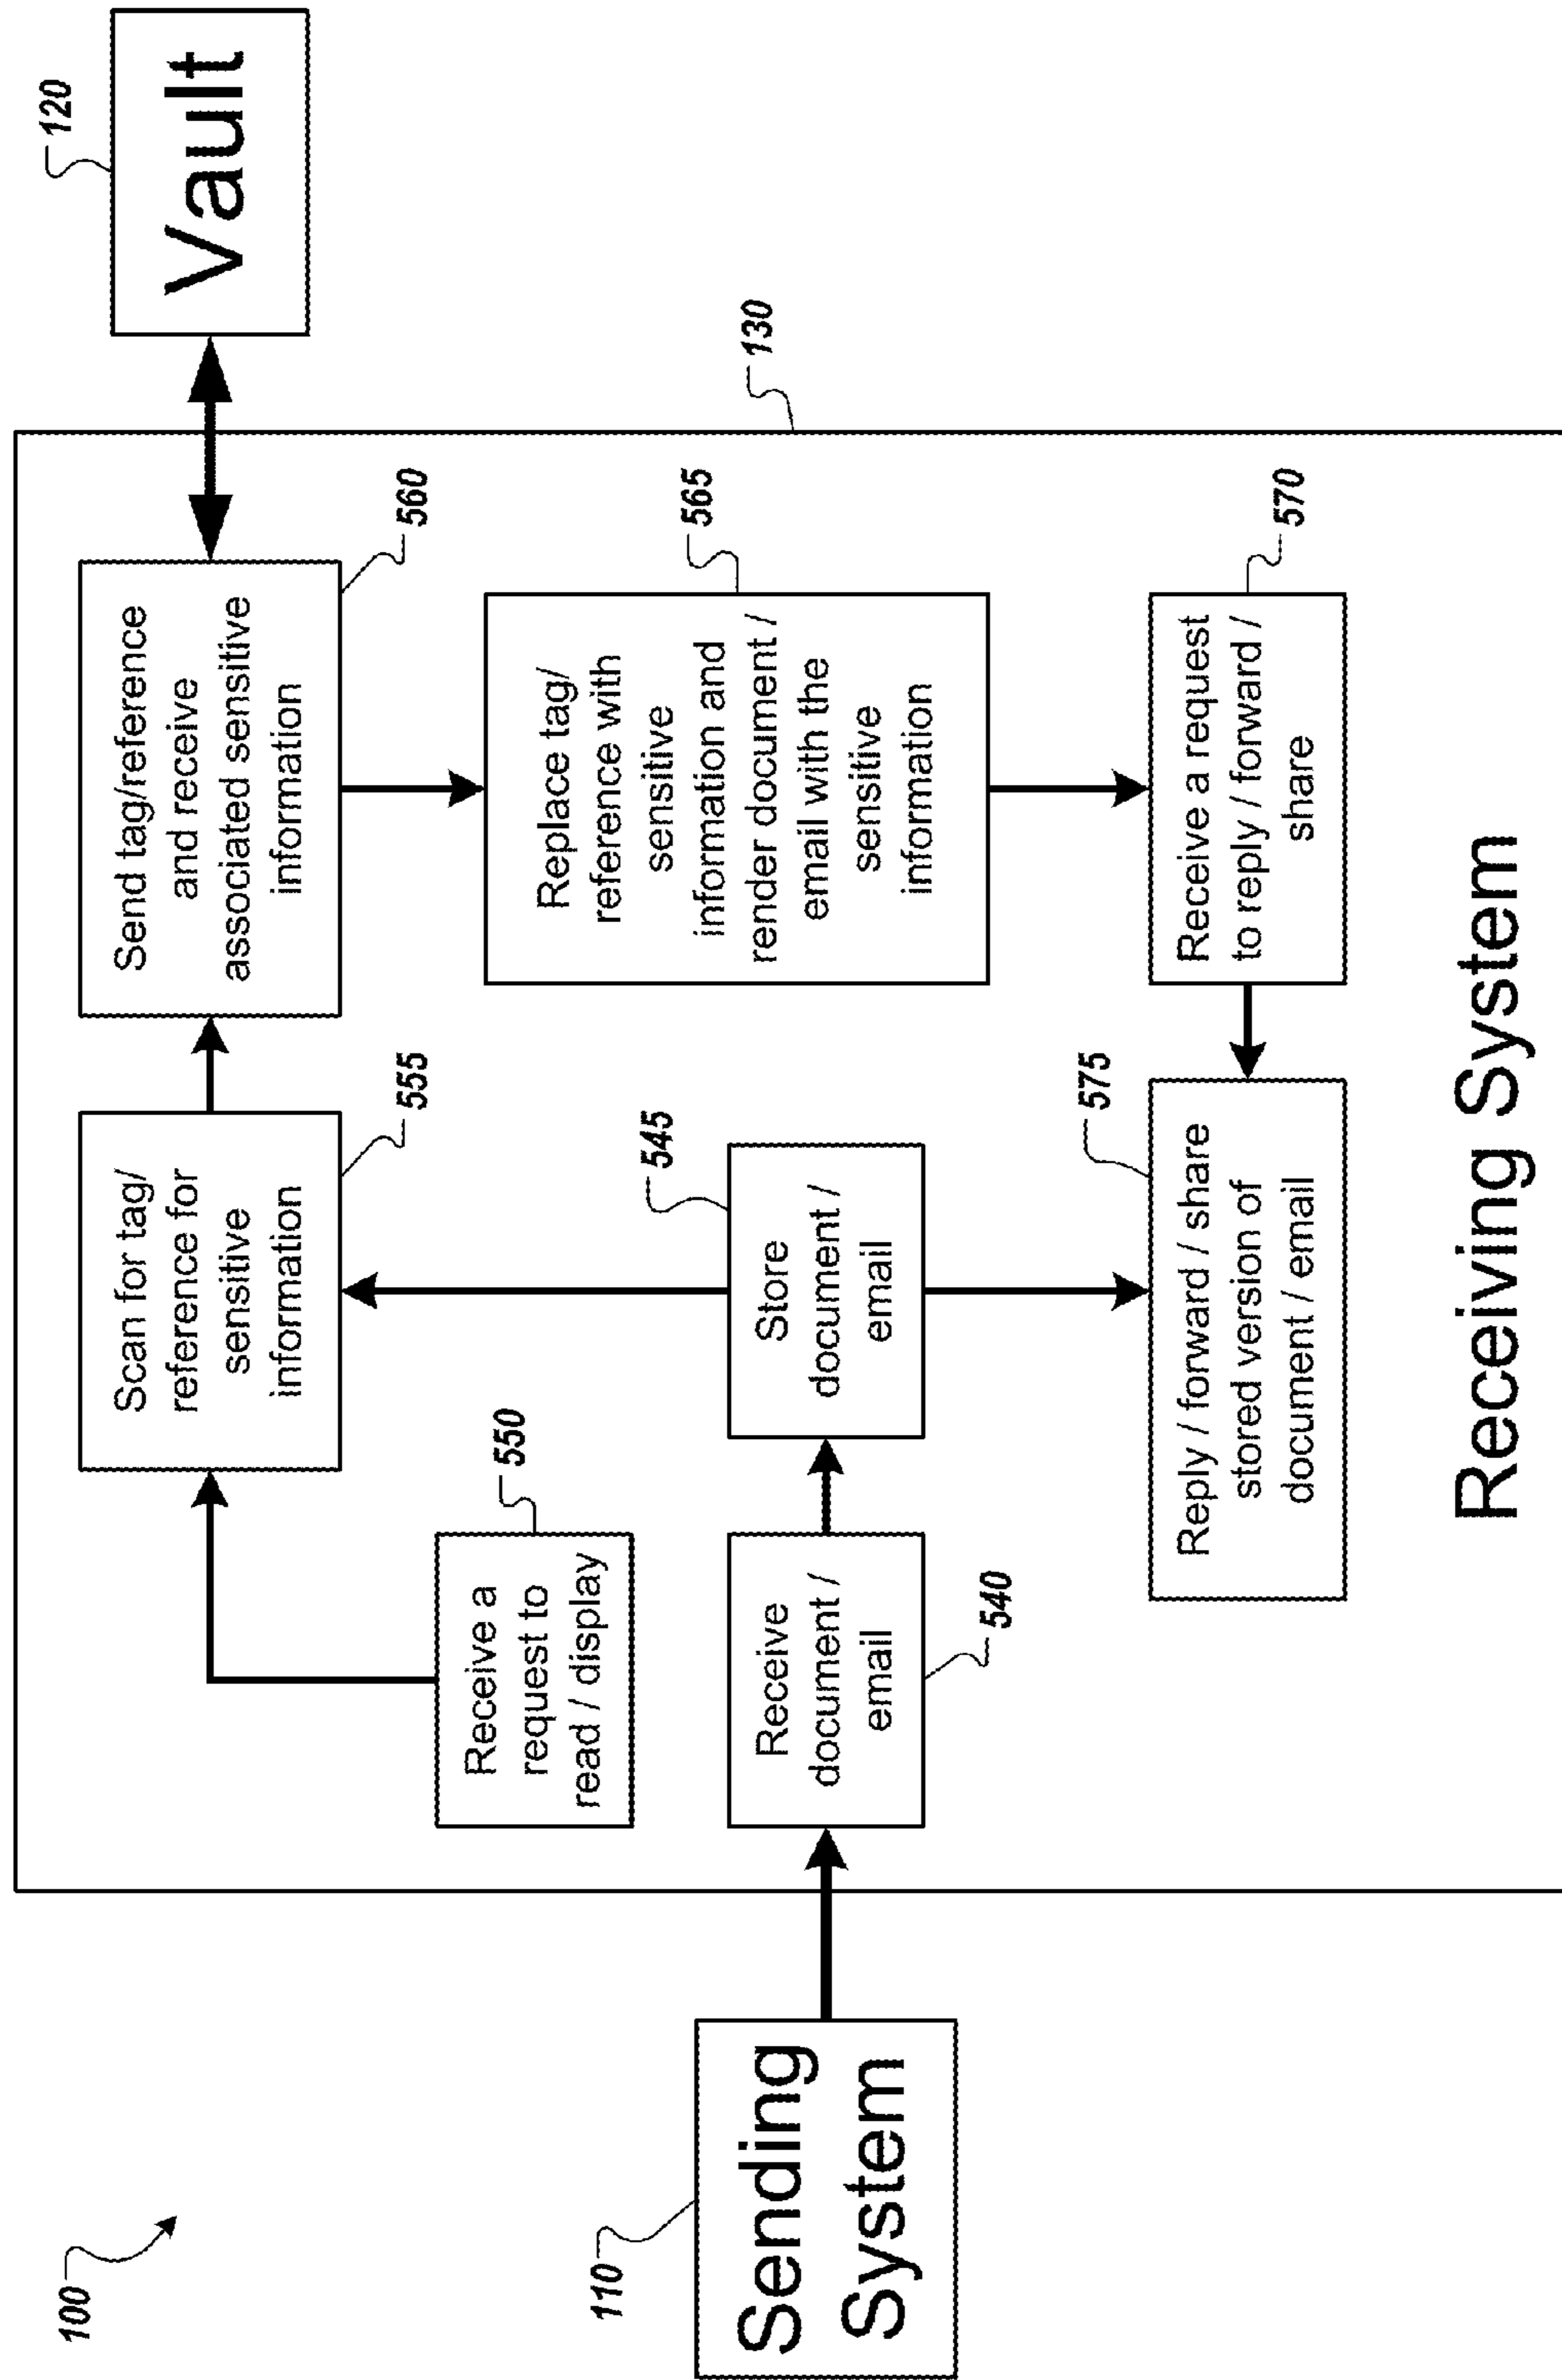 100
120
Vault
130
Send tag/reference
and receive
associated sensitive
information
560
Scan for tag/
reference for
sensitive
information
555
Receive a
request to
read / display
550
Replace tag/
reference with
sensitive
information and
render document /
email with the
sensitive
information
565
110
Sending
System
Receive
document /
email
540
Store
document /
email
545
Receive a request
to reply / forward /
share
570
Reply / forward / share
stored version of
document / email
575
Receiving System